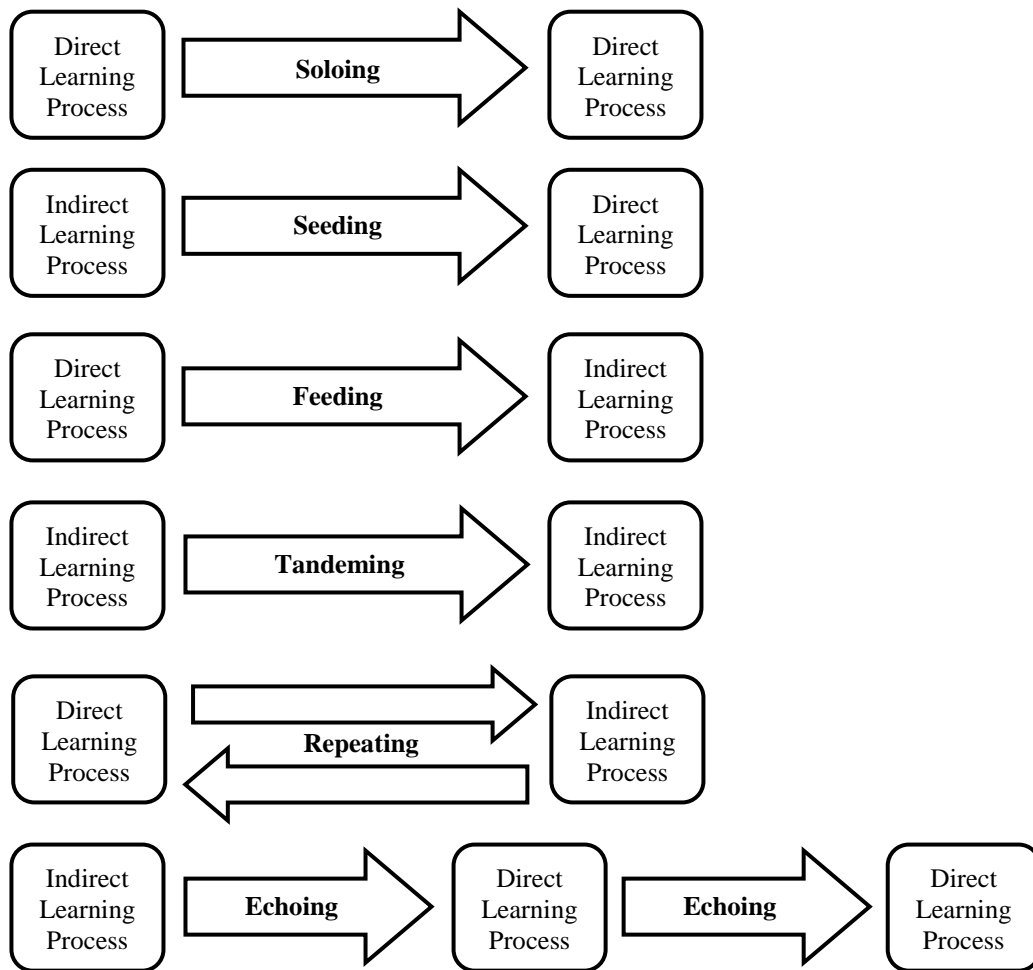 Direct
Learning
Process
Soloing
Direct
Learning
Process
Indirect
Learning
Process
Seeding
Direct
Learning
Process
Direct
Learning
Process
Feeding
Indirect
Learning
Process
Indirect
Learning
Process
Tandeming
Indirect
Learning
Process
Direct
Learning
Process
Repeating
Indirect
Learning
Process
Indirect
Learning
Process
Echoing
Direct
Learning
Process
Echoing
Direct
Learning
Process